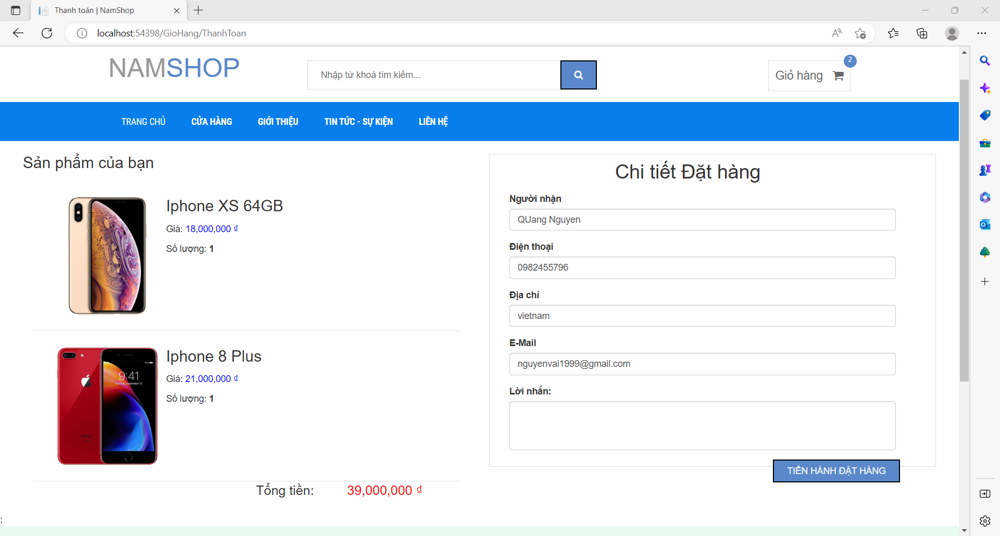 Thanh toán | NamShop
localhost:54398/GioHang/ThanhToan
NAMSHOP
Nhập từ khoá tìm kiếm...
Giỏ hàng
2
TRANG CHỦ
CỬA HÀNG
GIỚI THIỆU
TIN TỨC - SỰ KIỆN
LIÊN HỆ
Sản phẩm của bạn
Iphone XS 64GB
Giá: 18,000,000 ₫
Số lượng: 1
9:41
Tuesday, September 12
Iphone 8 Plus
Giá: 21,000,000 ₫
Số lượng: 1
Tổng tiền: 39,000,000 ₫
;
Chi tiết Đặt hàng
Người nhận
QUang Nguyen
Điện thoại
0982455796
Địa chỉ
vietnam
E-Mail
nguyenvai1999@gmail.com
Lời nhắn:
TIẾN HÀNH ĐẶT HÀNG